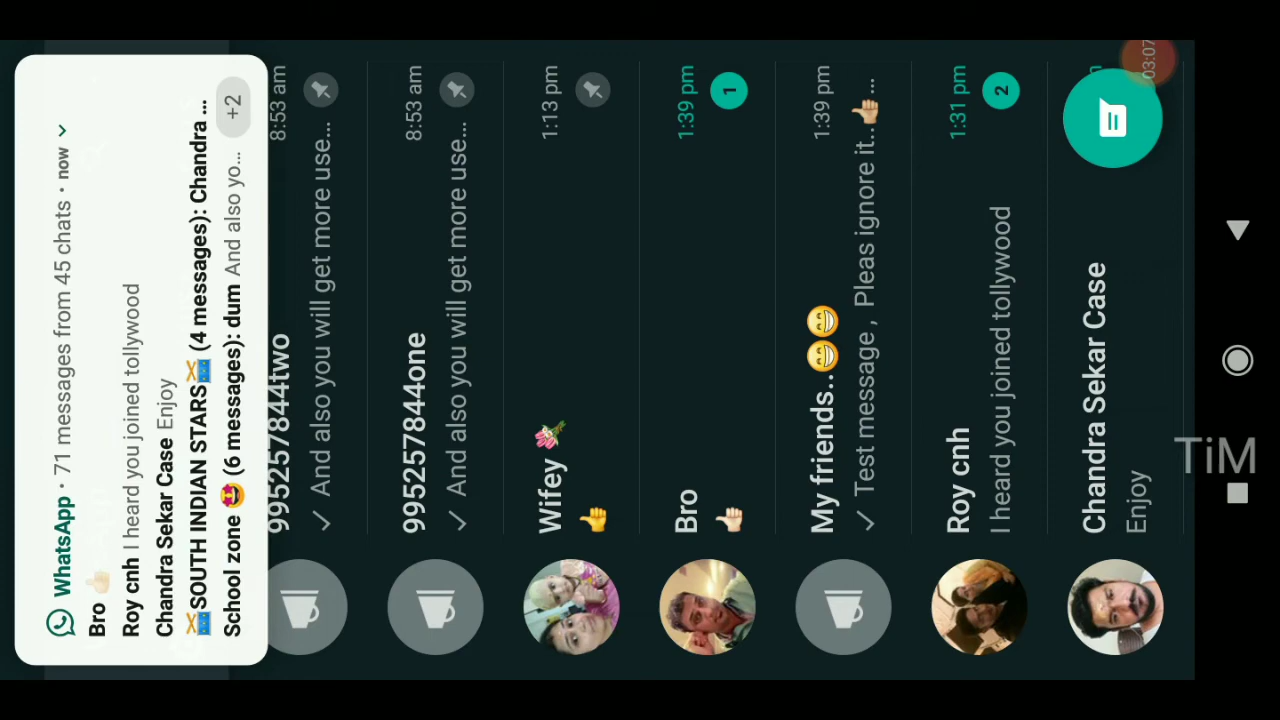 WhatsApp • 71 messages from 45 chats • now
Bro 👍🏻
Roy cnh I heard you joined tollywood
Chandra Sekar Case Enjoy
SOUTH INDIAN STARS (4 messages): Chandra ...
School zone 🤩 (6 messages): dum And also yo...
+2
995257844two
8:53 am
And also you will get more use...
995257844one
8:53 am
And also you will get more use...
Wifey 💐
1:13 pm
👍
Bro
1:39 pm
👍🏻
1
My friends..😁😁
1:39 pm
Test message , Pleas ignore it..👍🏼...
Roy cnh
1:31 pm
I heard you joined tollywood
2
Chandra Sekar Case
Enjoy
03:07
TiM